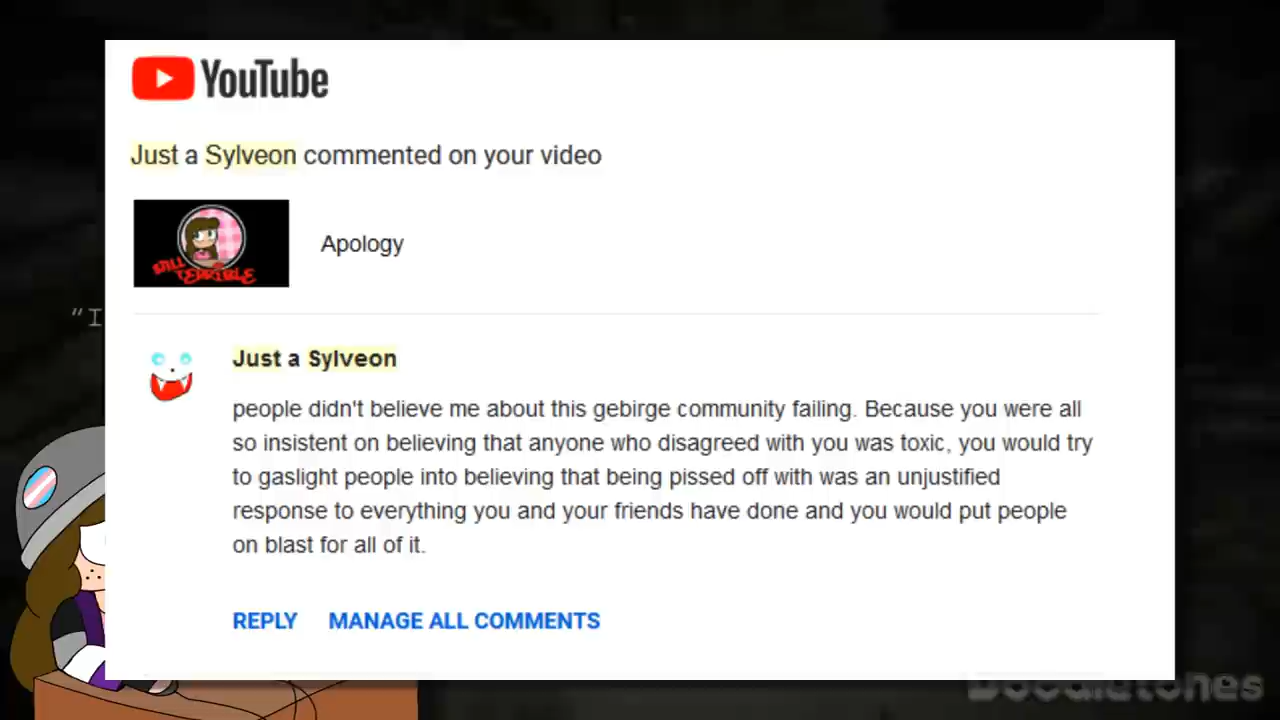 YouTube
Just a Sylveon commented on your video
STILL TERRIBLE
Apology
“I
Just a Sylveon
people didn't believe me about this gebirge community failing. Because you were all
so insistent on believing that anyone who disagreed with you was toxic, you would try
to gaslight people into believing that being pissed off with was an unjustified
response to everything you and your friends have done and you would put people
on blast for all of it.
REPLY MANAGE ALL COMMENTS